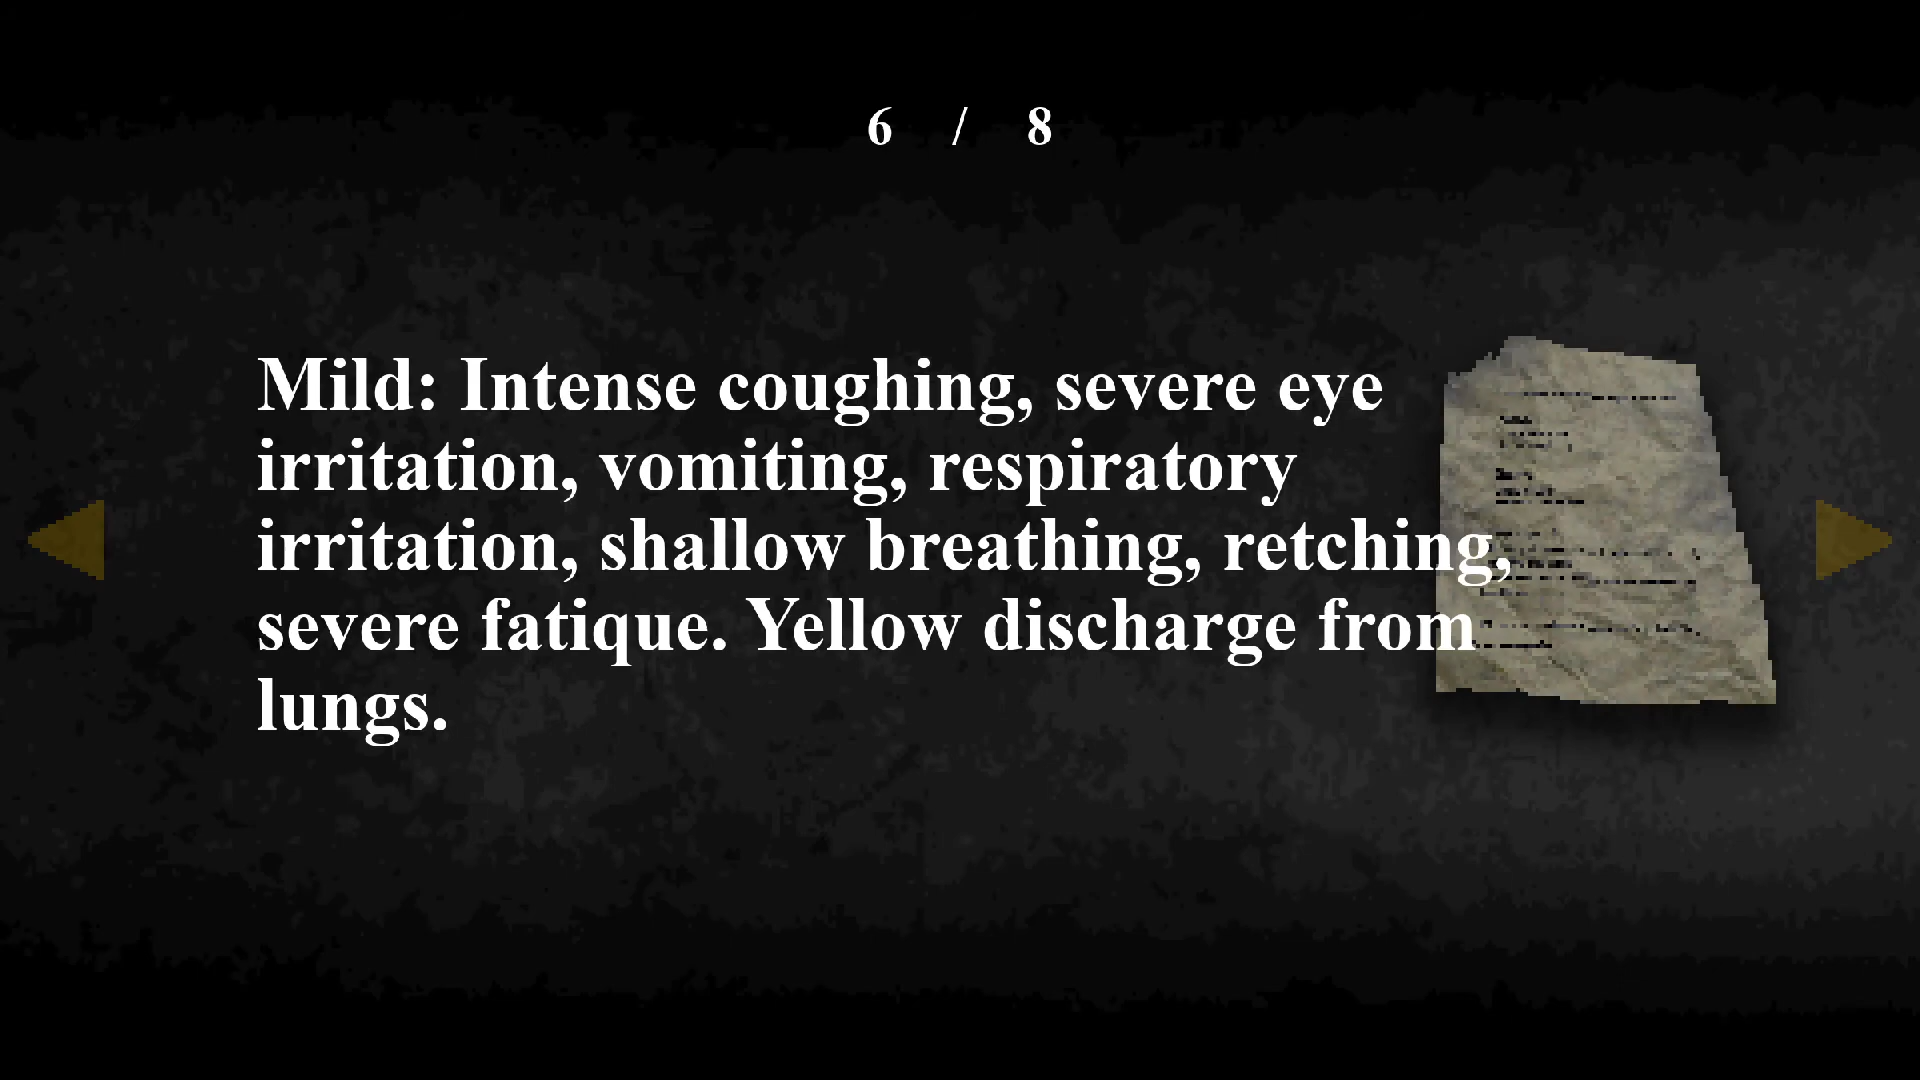 6 / 8
Mild: Intense coughing, severe eye
irritation, vomiting, respiratory
irritation, shallow breathing, retching,
severe fatique. Yellow discharge from
lungs.